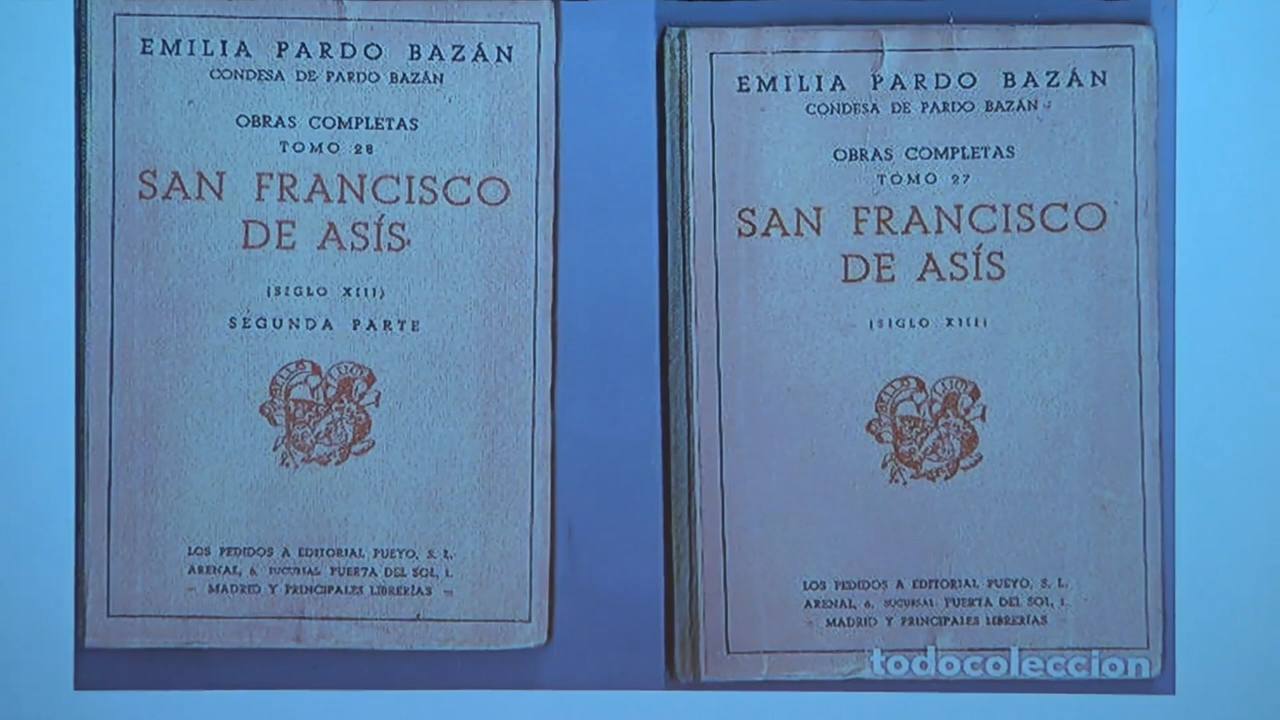 EMILIA PARDO BAZÁN
CONDESA DE PARDO BAZÁN
OBRAS COMPLETAS
TOMO 28
SAN FRANCISCO
DE ASÍS
(SIGLO XIII)
SEGUNDA PARTE
LOS PEDIDOS A EDITORIAL PUEYO, S. L.
ARENAL, 6. SUCURSAL PUERTA DEL SOL, 1.
MADRID Y PRINCIPALES LIBRERÍAS
EMILIA PARDO BAZÁN
CONDESA DE PARDO BAZÁN
OBRAS COMPLETAS
TOMO 27
SAN FRANCISCO
DE ASÍS
(SIGLO XIII)
LOS PEDIDOS A EDITORIAL PUEYO, S. L.
ARENAL, 6. SUCURSAL PUERTA DEL SOL, 1
MADRID Y PRINCIPALES LIBRERÍAS
todocoleccion